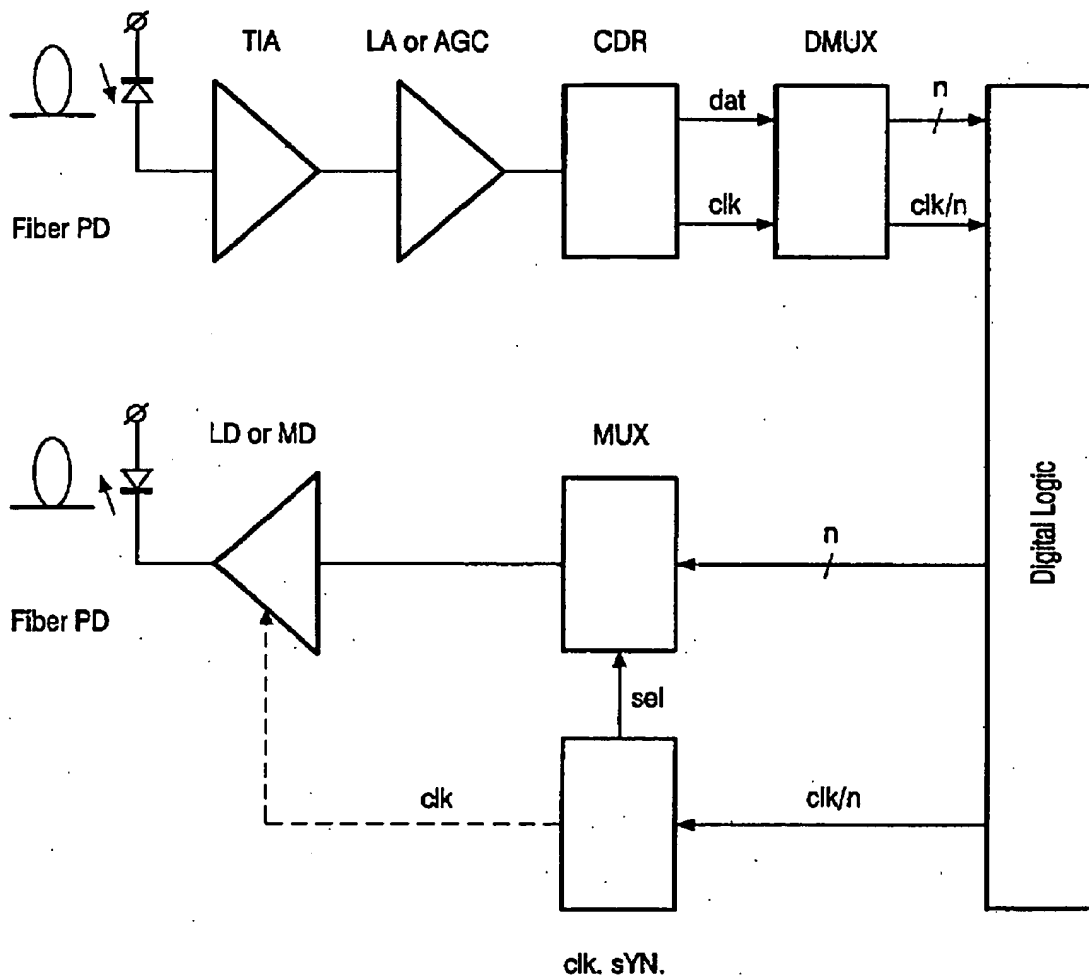 TIA
LA or AGC
CDR
DMUX
dat
n
clk
clk/n
Fiber PD
LD or MD
MUX
n
Digital Logic
Fiber PD
sel
clk
clk/n
clk. sYN.